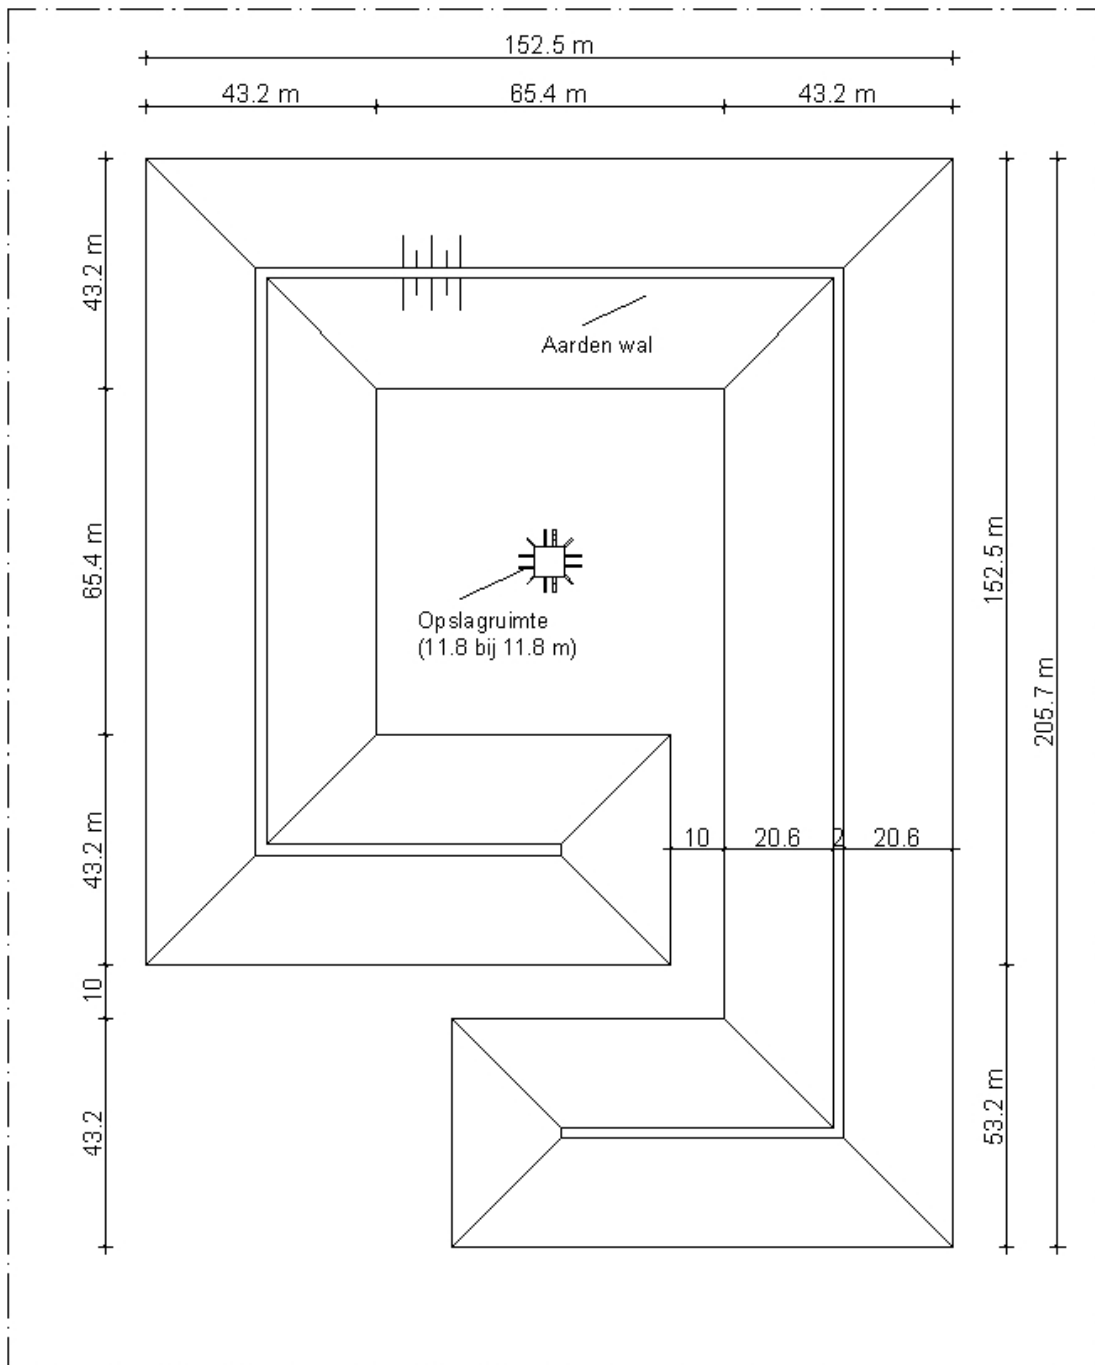 152.5 m
43.2 m
65.4 m
43.2 m
43.2 m
Aarden wal
65.4 m
152.5 m
Opslagruimte
(11.8 bij 11.8 m)
205.7 m
43.2 m
10
20.6
2
20.6
10
43.2
53.2 m